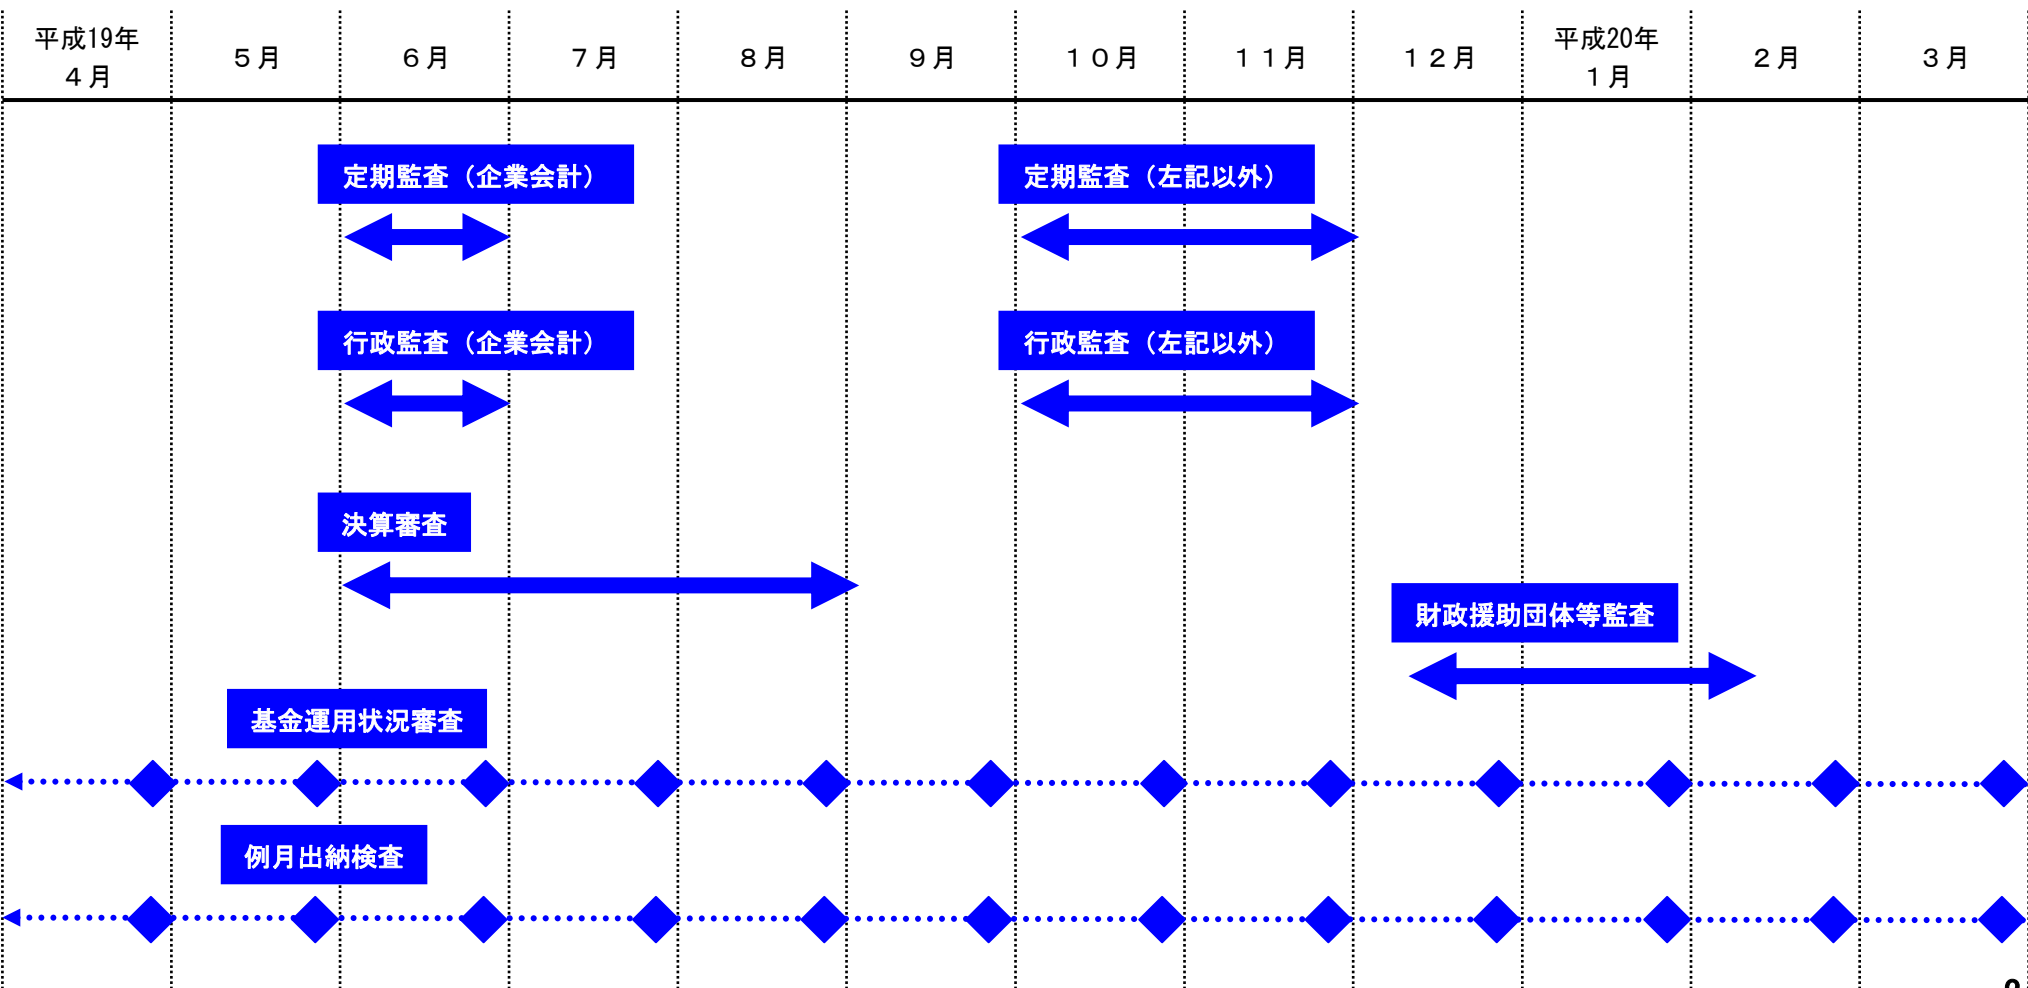 平成19年
４月
５月
６月
７月
８月
９月
１０月
１１月
１２月
平成20年
１月
２月
３月
定期監査（企業会計）
定期監査（左記以外）
行政監査（企業会計）
行政監査（左記以外）
決算審査
財政援助団体等監査
基金運用状況審査
例月出納検査